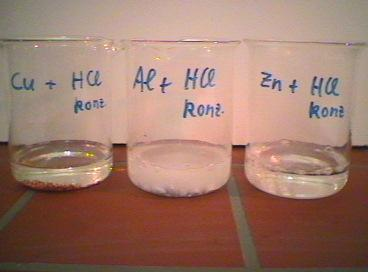 Cu + HCl
konz.
Al + HCl
konz.
Zn + HCl
konz